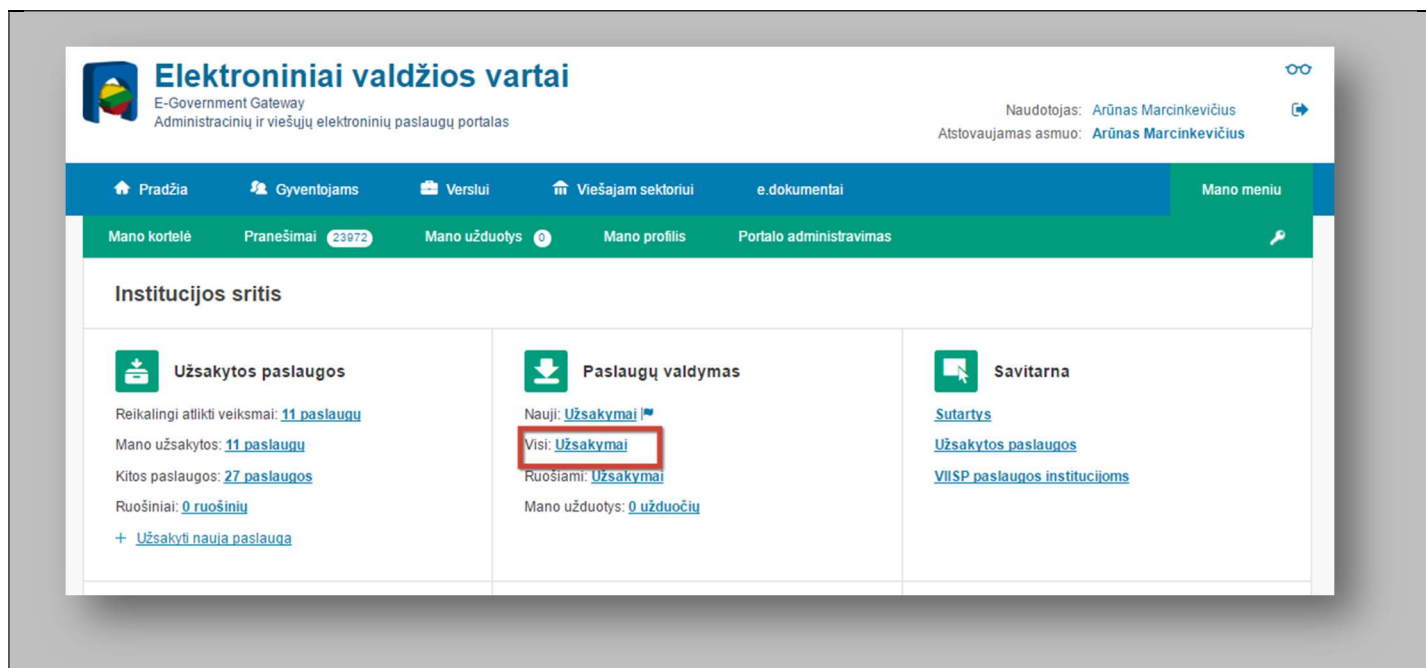 Elektroniniai valdžios vartai
E-Government Gateway
Administracinių ir viešųjų elektroninių paslaugų portalas
Naudotojas: Arūnas Marcinkevičius
Atstovaujamas asmuo: Arūnas Marcinkevičius
Pradžia Gyventojams Verslui Viešajam sektoriui e.dokumentai Mano meniu
Mano kortelė Pranešimai 23972 Mano užduotys 0 Mano profilis Portalo administravimas
Institucijos sritis
Užsakytos paslaugos
Reikalingi atlikti veiksmai: 11 paslaugų
Mano užsakytos: 11 paslaugų
Kitos paslaugos: 27 paslaugos
Ruošiniai: 0 ruošinių
+ Užsakyti naują paslaugą
Paslaugų valdymas
Nauji: Užsakymai
Visi: Užsakymai
Ruošiami: Užsakymai
Mano užduotys: 0 užduočių
Savitarna
Sutartys
Užsakytos paslaugos
VIISP paslaugos institucijoms